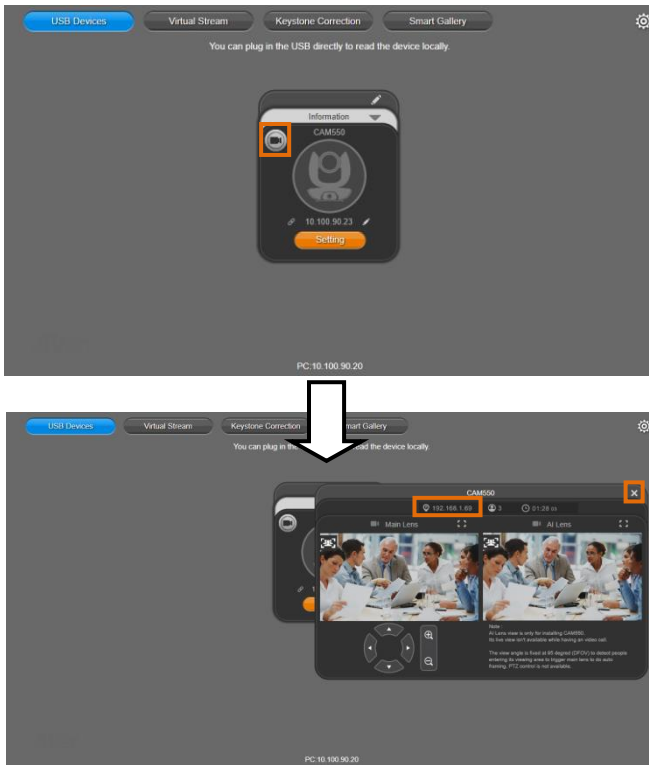 USB Devices Virtual Stream Keystone Correction Smart Gallery
You can plug in the USB directly to read the device locally.
Information
CAM550
10.100.90.23
Setting
PC:10.100.90.20
USB Devices Virtual Stream Keystone Correction mart Gallery
You can plug in the ead the device locally.
CAM550
192.168.1.69 3 01:28:03
Main Lens AI Lens
Note :
AI Lens view is only for installing CAM550.
Its live view isn't available while having an video call.
The view angle is fixed at 85 degree (DFOV) to detect people
entering its viewing area to trigger main lens to do auto
framing. PTZ control is not available.
PC:10.100.90.20